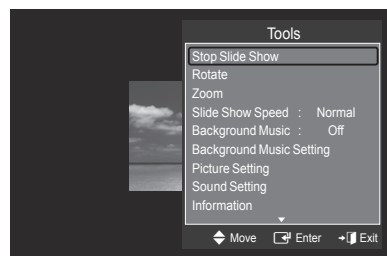 Tools
Stop Slide Show
Rotate
Zoom
Slide Show Speed : Normal
Background Music : Off
Background Music Setting
Picture Setting
Sound Setting
Information
Move Enter Exit